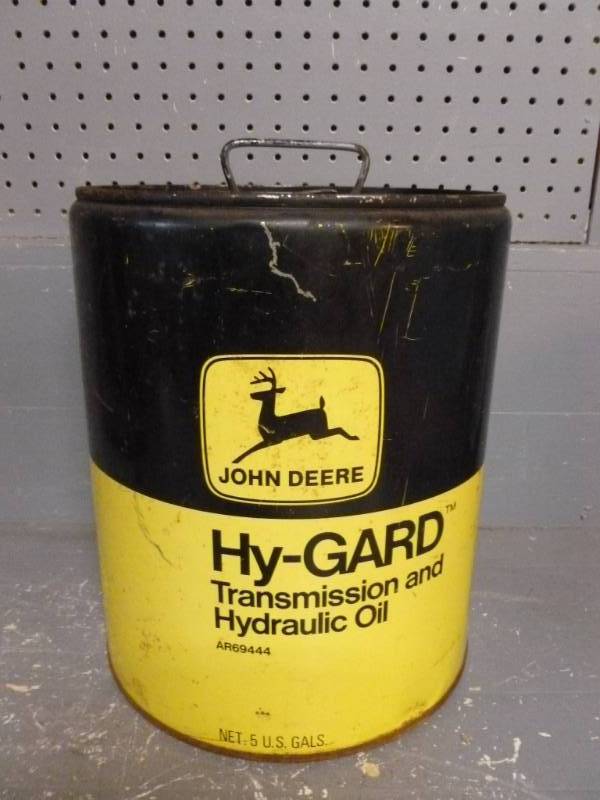 JOHN DEERE
Hy-GARD™
Transmission and
Hydraulic Oil
AR69444
NET. 5 U.S. GALS.